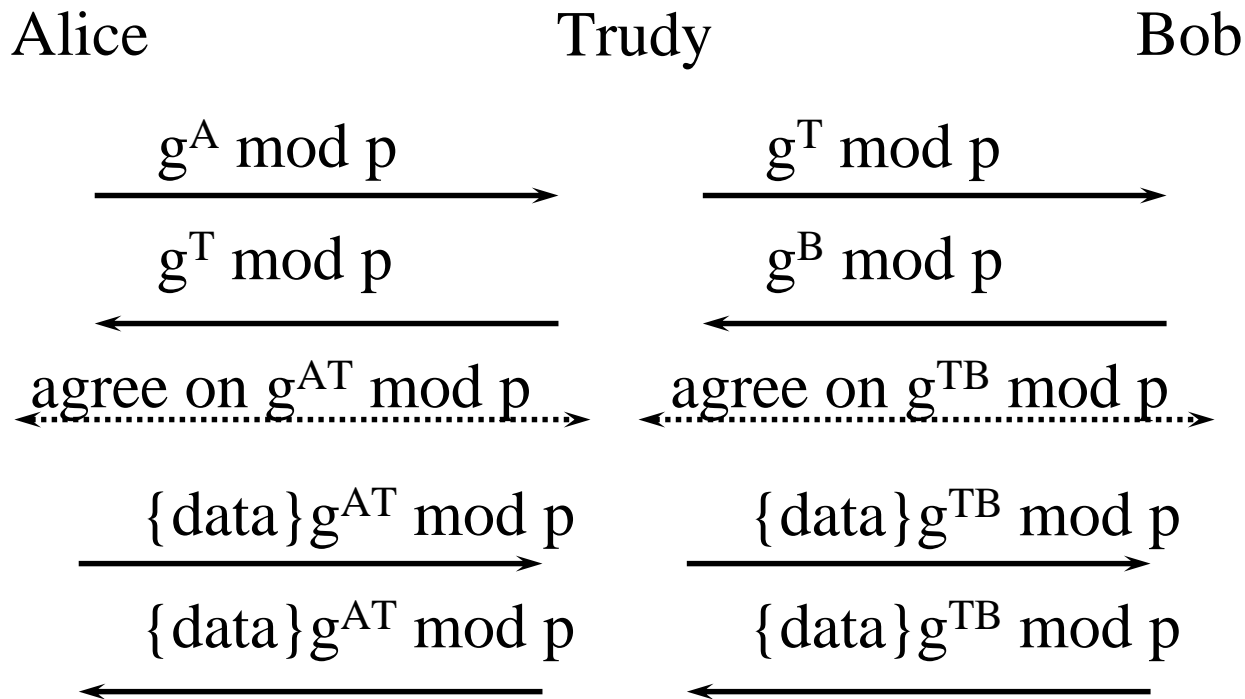 Alice Trudy Bob
g^A mod p g^T mod p
g^T mod p g^B mod p
agree on g^AT mod p agree on g^TB mod p
{data}g^AT mod p {data}g^TB mod p
{data}g^AT mod p {data}g^TB mod p